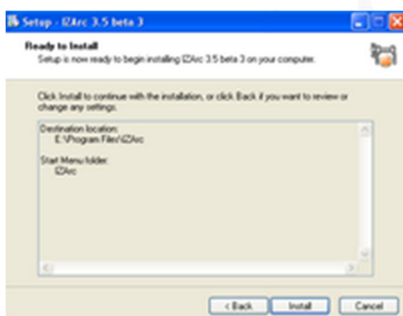 Setup - IZArc 3.5 beta 3
Ready to Install
Setup is now ready to begin installing IZArc 3.5 beta 3 on your computer.
Click Install to continue with the installation, or click Back if you want to review or
change any settings.
Destination location:
E:\Program Files\IZArc
Start Menu folder:
IZArc
< Back
Install
Cancel